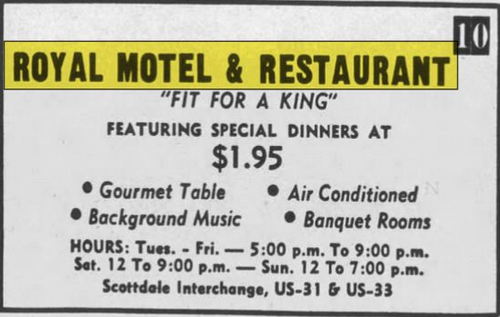 10
ROYAL MOTEL & RESTAURANT
"FIT FOR A KING"
FEATURING SPECIAL DINNERS AT
$1.95
• Gourmet Table • Air Conditioned
• Background Music • Banquet Rooms
HOURS: Tues. - Fri. — 5:00 p.m. To 9:00 p.m.
Sat. 12 To 9:00 p.m. — Sun. 12 To 7:00 p.m.
Scottdale Interchange, US-31 & US-33